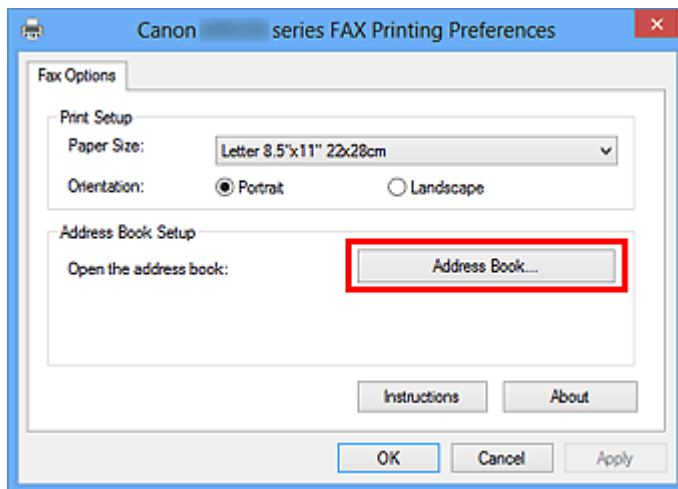 Canon series FAX Printing Preferences
Fax Options
Print Setup
Paper Size: Letter 8.5"x11" 22x28cm
Orientation: Portrait Landscape
Address Book Setup
Open the address book: Address Book...
Instructions About
OK Cancel Apply